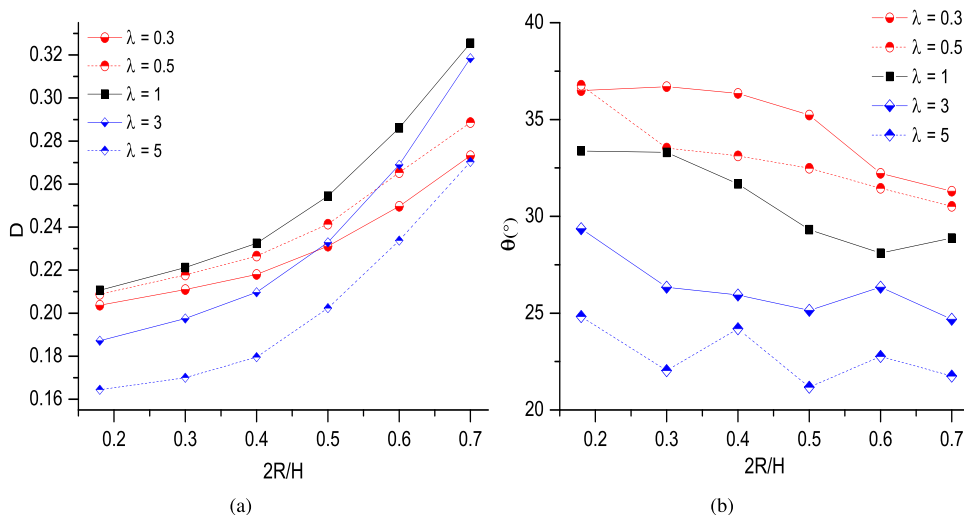 0.32
0.30
0.28
0.26
0.24
0.22
0.20
0.18
0.16
D
λ = 0.3
λ = 0.5
λ = 1
λ = 3
λ = 5
0.2 0.3 0.4 0.5 0.6 0.7
2R/H
(a)
40
35
30
25
20
θ(°)
λ = 0.3
λ = 0.5
λ = 1
λ = 3
λ = 5
0.2 0.3 0.4 0.5 0.6 0.7
2R/H
(b)